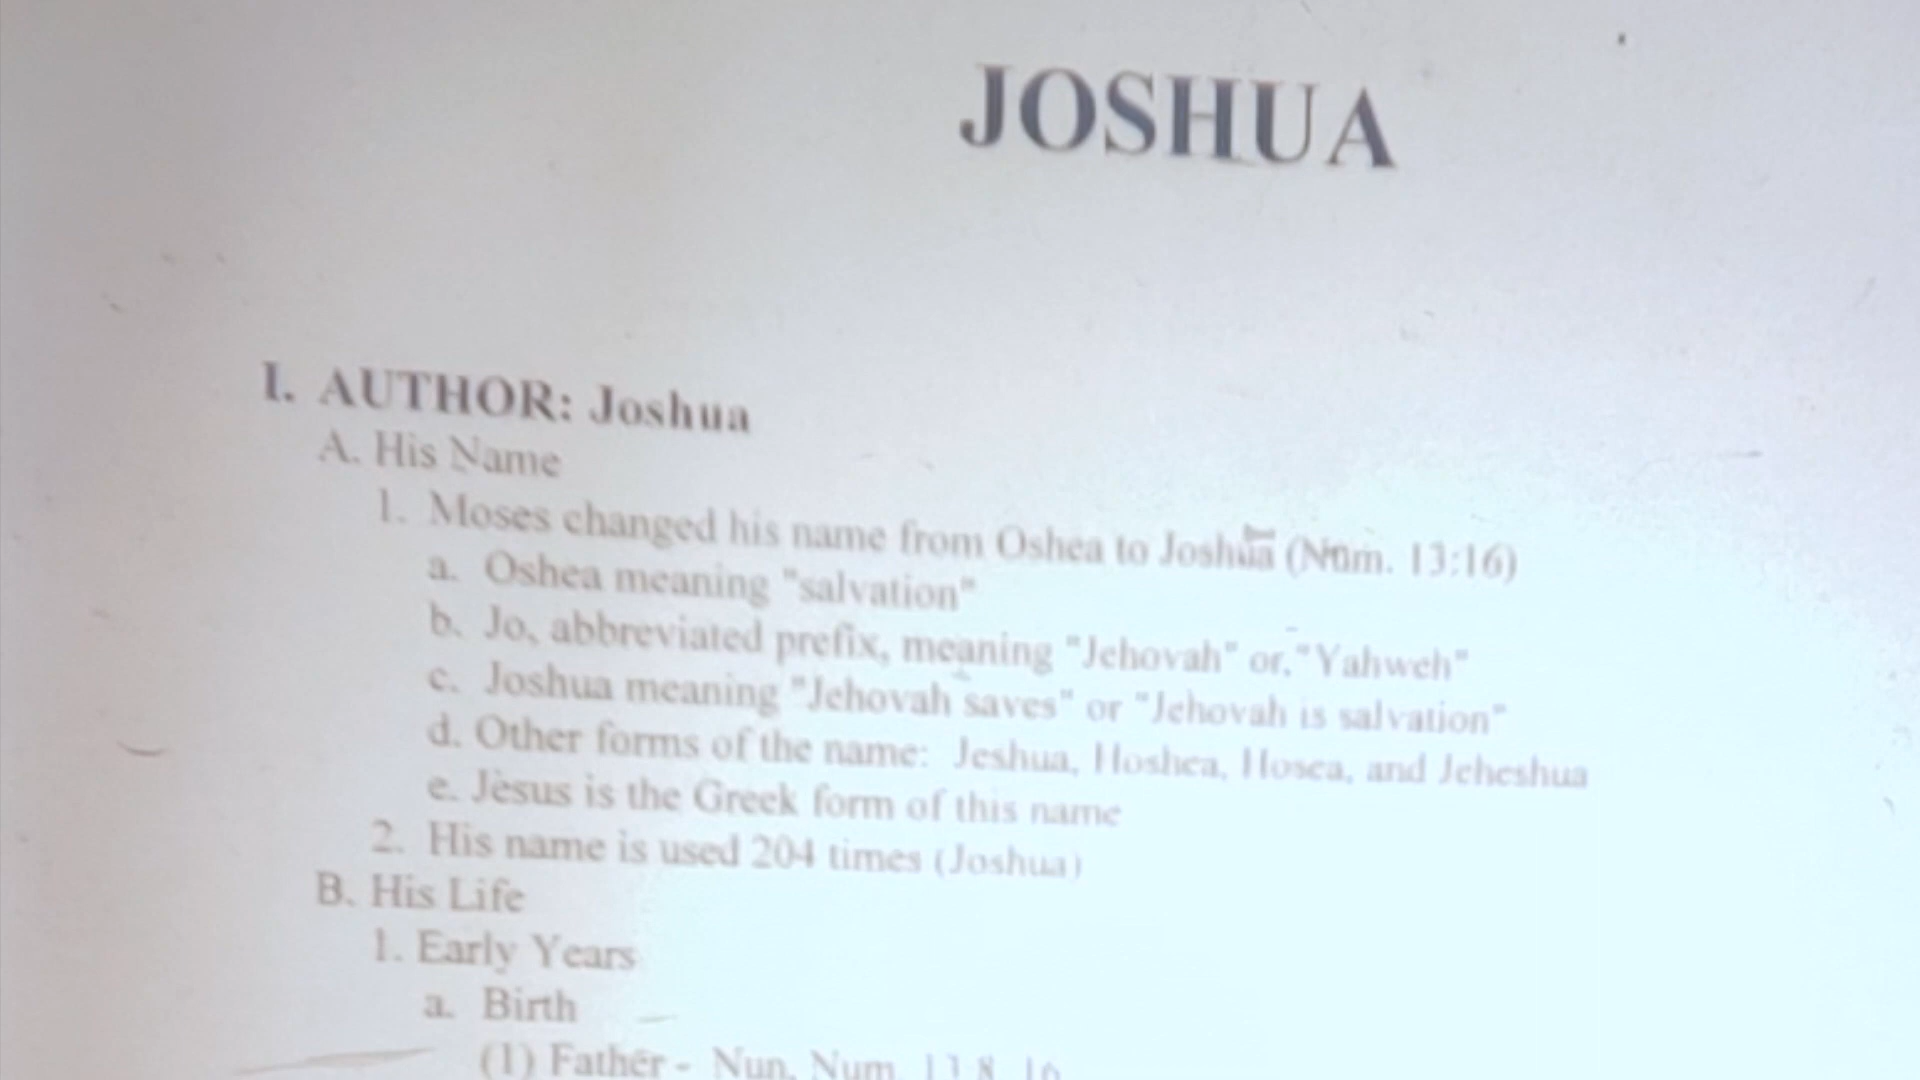 JOSHUA
I. AUTHOR: Joshua
A. His Name
1. Moses changed his name from Oshea to Joshua (Num. 13:16)
a. Oshea meaning "salvation"
b. Jo, abbreviated prefix, meaning "Jehovah" or "Yahweh"
c. Joshua meaning "Jehovah saves" or "Jehovah is salvation"
d. Other forms of the name: Jeshua, Hoshea, Hosea, and Jeheshua
e. Jesus is the Greek form of this name
2. His name is used 204 times (Joshua)
B. His Life
1. Early Years
a. Birth
(1) Father - Nun, Num.